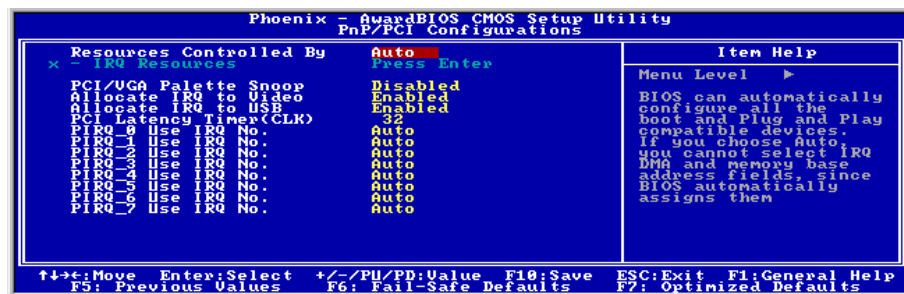 Phoenix - AwardBIOS CMOS Setup Utility
PnP/PCI Configurations
Resources Controlled By Auto
x - IRQ Resources Press Enter
PCI/VGA Palette Snoop Disabled
Allocate IRQ to Video Enabled
Allocate IRQ to USB Enabled
PCI Latency Timer(CLK) 32
PIRQ_0 Use IRQ No. Auto
PIRQ_1 Use IRQ No. Auto
PIRQ_2 Use IRQ No. Auto
PIRQ_3 Use IRQ No. Auto
PIRQ_4 Use IRQ No. Auto
PIRQ_5 Use IRQ No. Auto
PIRQ_6 Use IRQ No. Auto
PIRQ_7 Use IRQ No. Auto
Item Help
Menu Level ►
BIOS can automatically
configure all the
boot and Plug and Play
compatible devices.
If you choose Auto,
you cannot select IRQ
DMA and memory base
address fields, since
BIOS automatically
assigns them
↑↓→←:Move Enter:Select +/-/PU/PD:Value F10:Save ESC:Exit F1:General Help
F5: Previous Values F6: Fail-Safe Defaults F7: Optimized Defaults